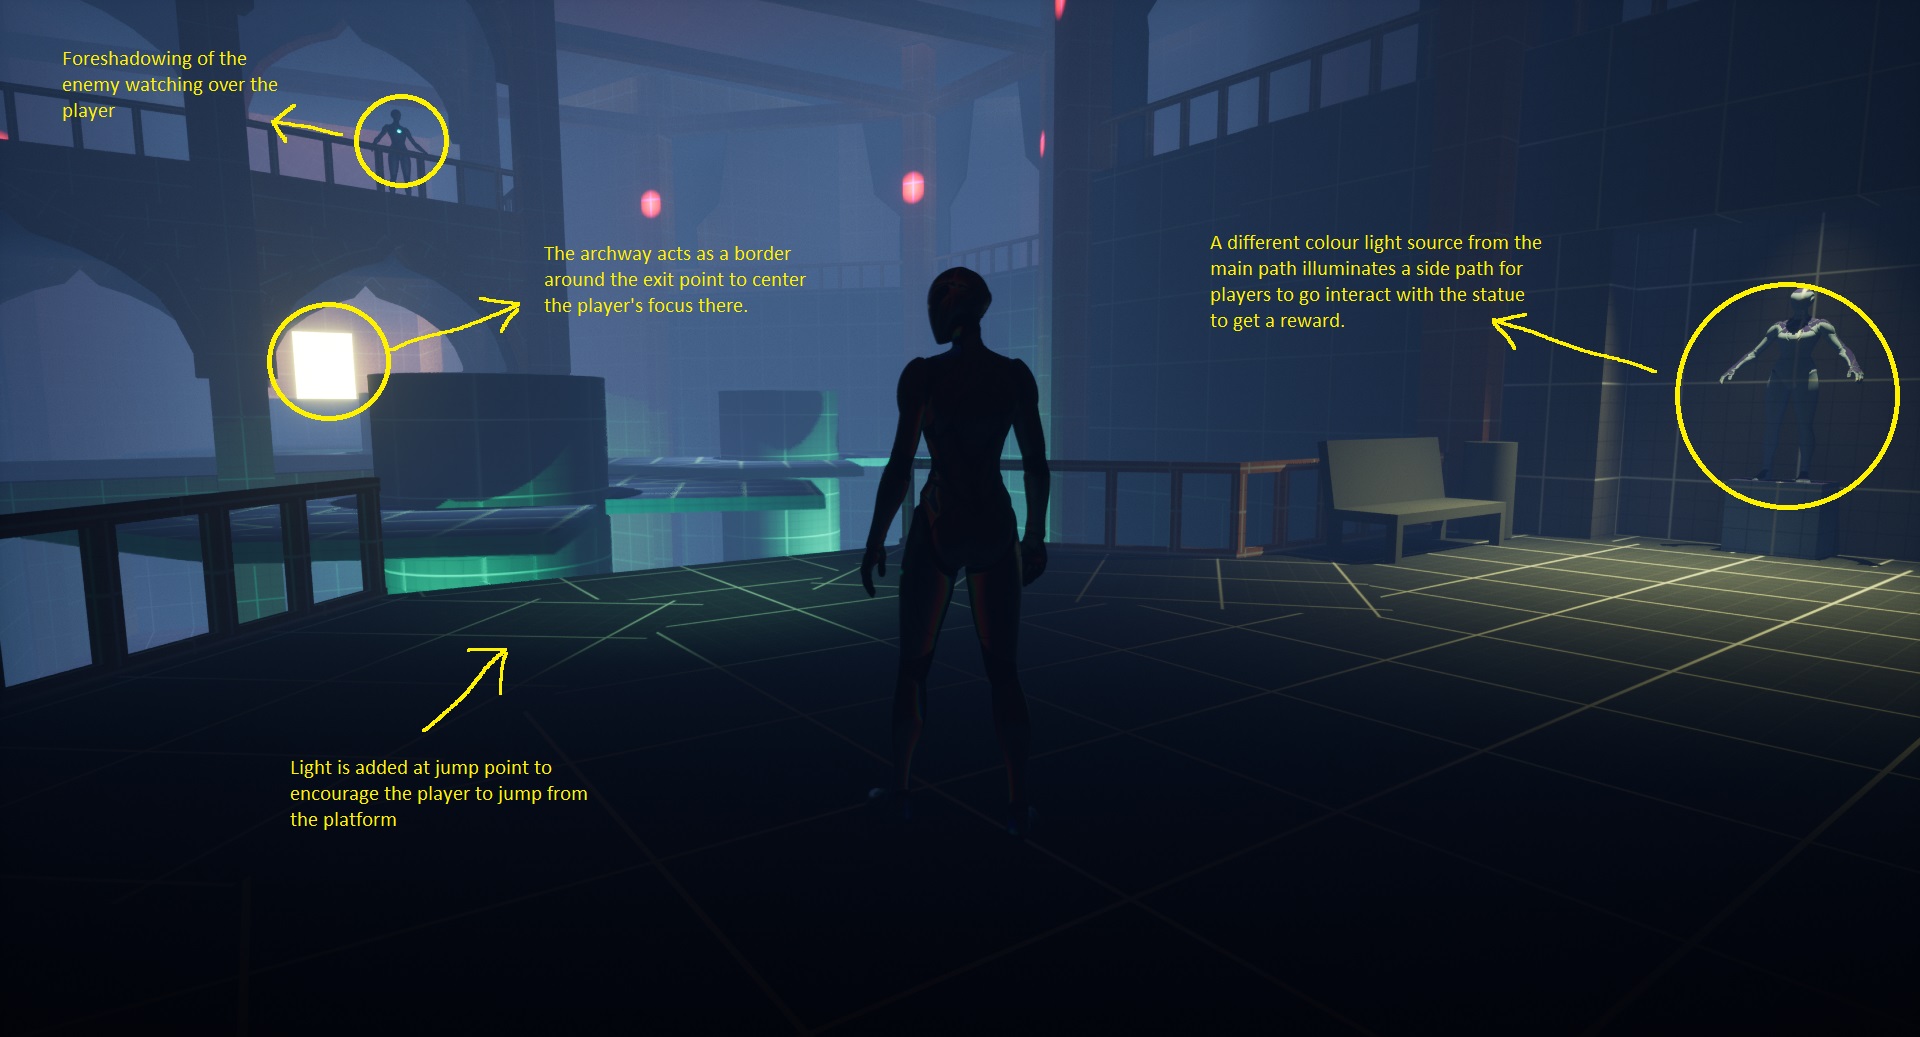 Foreshadowing of the
enemy watching over the
player
The archway acts as a border
around the exit point to center
the player's focus there.
A different colour light source from the
main path illuminates a side path for
players to go interact with the statue
to get a reward.
Light is added at jump point to
encourage the player to jump from
the platform